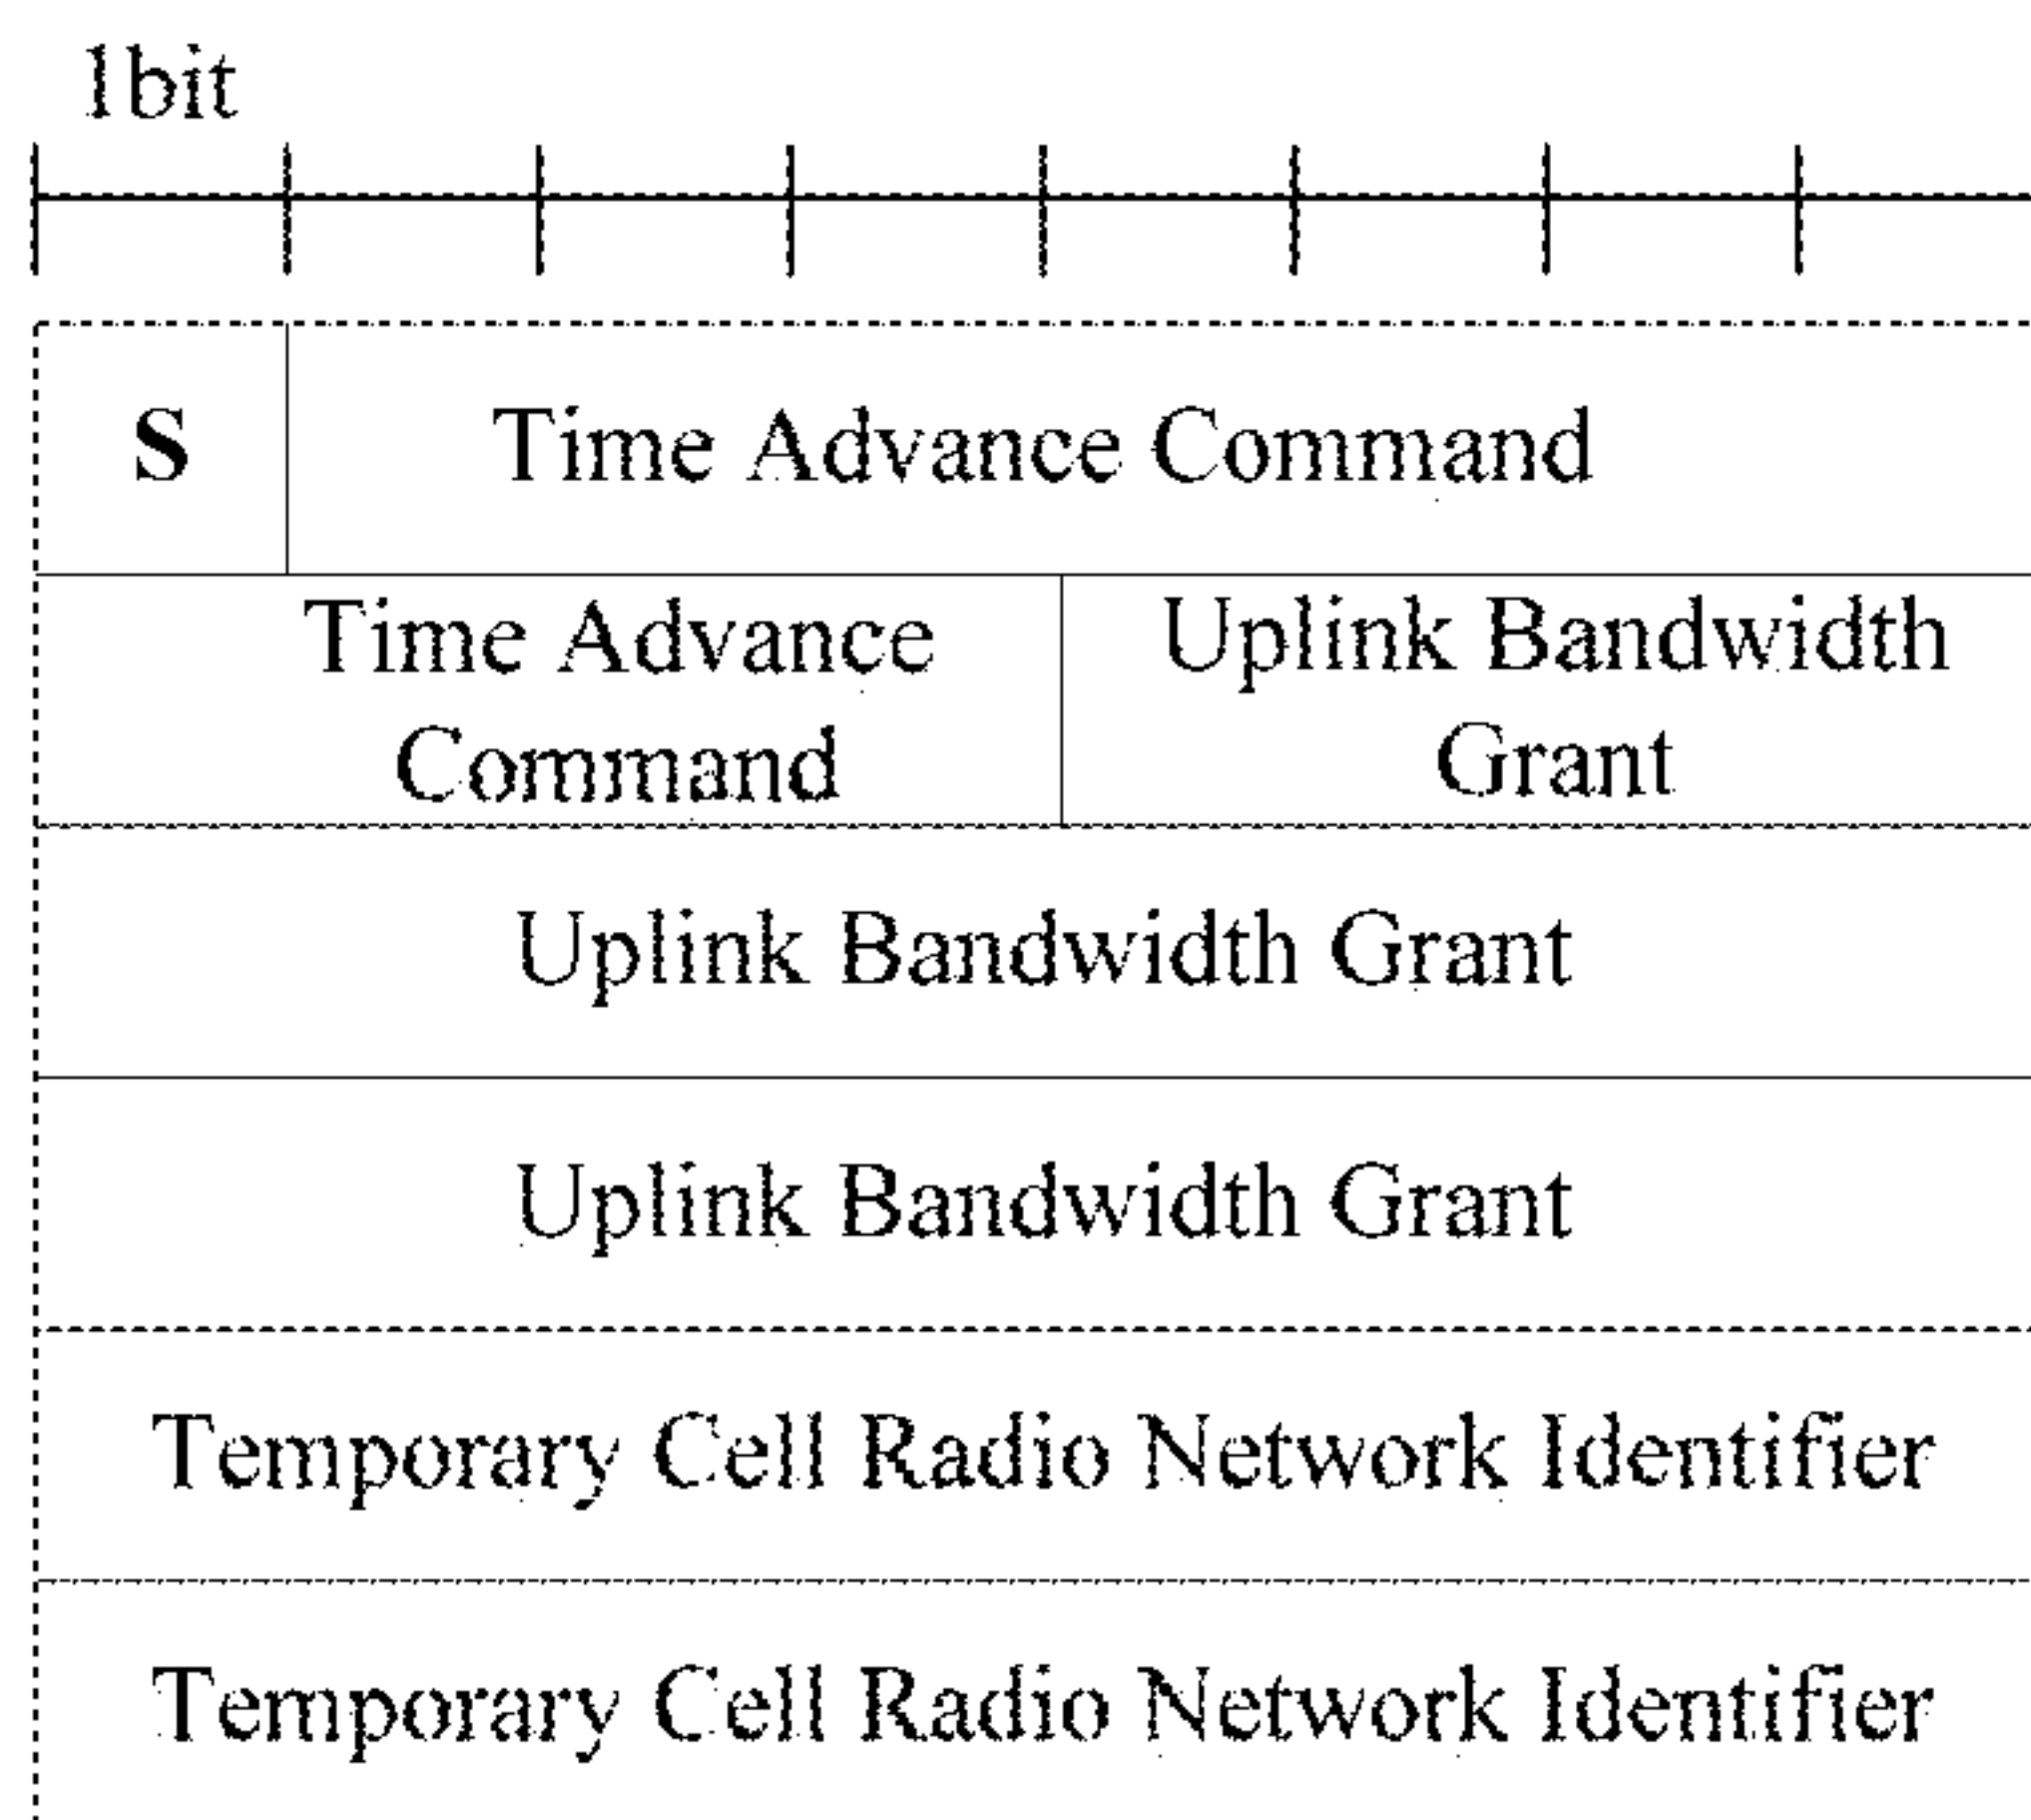 1bit
S Time Advance Command
Time Advance
Command
Uplink Bandwidth
Grant
Uplink Bandwidth Grant
Uplink Bandwidth Grant
Temporary Cell Radio Network Identifier
Temporary Cell Radio Network Identifier